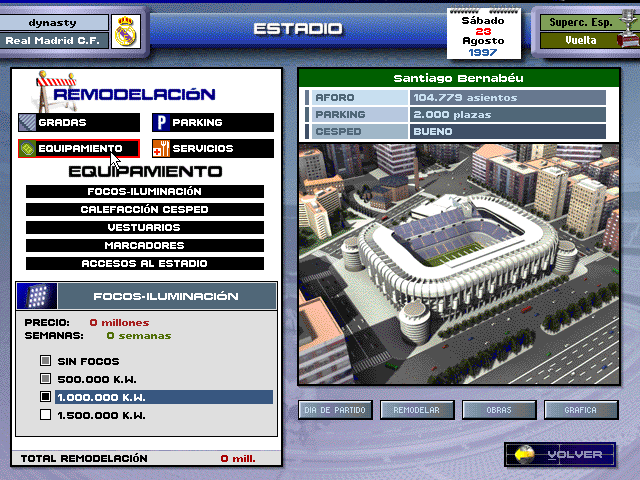 dynasty
Real Madrid C.F.
ESTADIO
Sábado
23
Agosto
1997
Superc. Esp.
Vuelta
REMODELACIÓN
GRADAS
P PARKING
EQUIPAMIENTO
SERVICIOS
EQUIPAMIENTO
FOCOS-ILUMINACIÓN
CALEFACCIÓN CESPED
VESTUARIOS
MARCADORES
ACCESOS AL ESTADIO
FOCOS-ILUMINACIÓN
PRECIO: 0 millones
SEMANAS: 0 semanas
SIN FOCOS
500.000 K.W.
1.000.000 K.W.
1.500.000 K.W.
TOTAL REMODELACIÓN 0 mill.
Santiago Bernabéu
AFORO 104.779 asientos
PARKING 2.000 plazas
CESPED BUENO
DIA DE PARTIDO
REMODELAR
OBRAS
GRAFICA
VOLVER